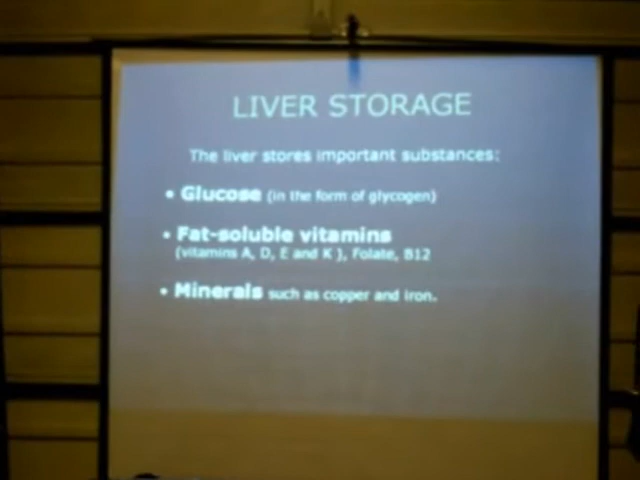 LIVER STORAGE
The liver stores important substances:
• Glucose (in the form of glycogen)
• Fat-soluble vitamins
(vitamins A, D, E and K ), Folate, B12
• Minerals such as copper and iron.